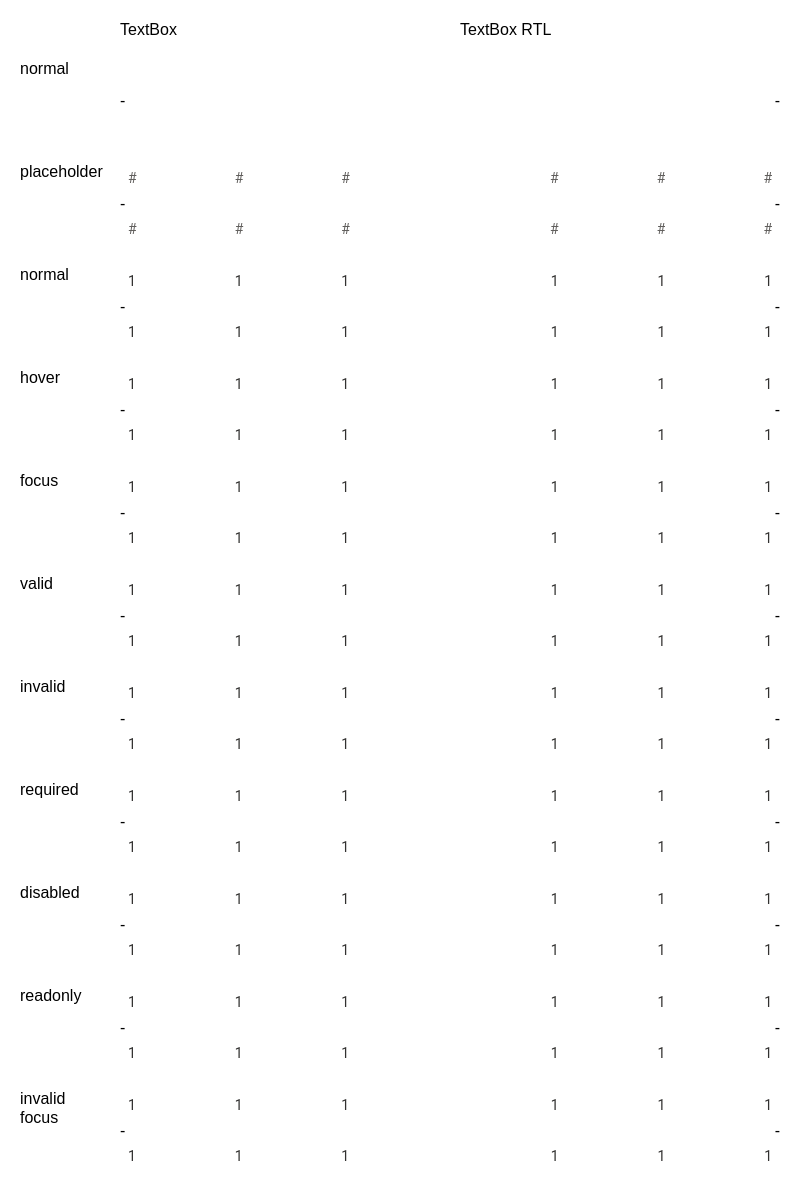 TextBox TextBox RTL
normal
- -
placeholder # # # # # #
- -
# # # # # #
normal 1 1 1 1 1 1
- -
1 1 1 1 1 1
hover 1 1 1 1 1 1
- -
1 1 1 1 1 1
focus 1 1 1 1 1 1
- -
1 1 1 1 1 1
valid 1 1 1 1 1 1
- -
1 1 1 1 1 1
invalid 1 1 1 1 1 1
- -
1 1 1 1 1 1
required 1 1 1 1 1 1
- -
1 1 1 1 1 1
disabled 1 1 1 1 1 1
- -
1 1 1 1 1 1
readonly 1 1 1 1 1 1
- -
1 1 1 1 1 1
invalid 1 1 1 1 1 1
focus
- -
1 1 1 1 1 1